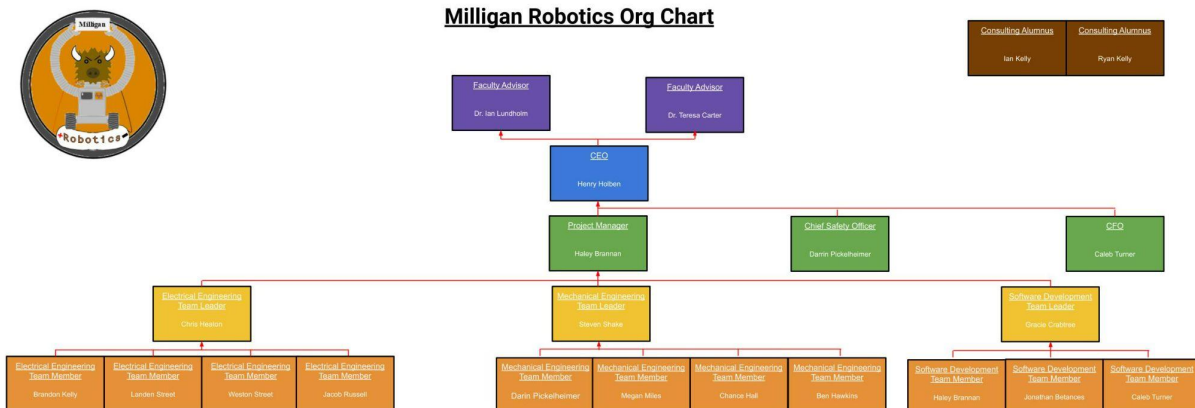 Milligan Robotics Org Chart
Milligan
Robotics
Consulting Alumnus
Ian Kelly
Consulting Alumnus
Ryan Kelly
Faculty Advisor
Dr. Ian Lundholm
Faculty Advisor
Dr. Teresa Carter
CEO
Henry Holben
Project Manager
Haley Brannan
Chief Safety Officer
Darrin Pickelheimer
CFO
Caleb Turner
Electrical Engineering
Team Leader
Chris Heaton
Mechanical Engineering
Team Leader
Steven Shake
Software Development
Team Leader
Gracie Crabtree
Electrical Engineering
Team Member
Brandon Kelly
Electrical Engineering
Team Member
Landen Street
Electrical Engineering
Team Member
Weston Street
Electrical Engineering
Team Member
Jacob Russell
Mechanical Engineering
Team Member
Darin Pickelheimer
Mechanical Engineering
Team Member
Megan Miles
Mechanical Engineering
Team Member
Chance Hall
Mechanical Engineering
Team Member
Ben Hawkins
Software Development
Team Member
Haley Brannan
Software Development
Team Member
Jonathan Betances
Software Development
Team Member
Caleb Turner